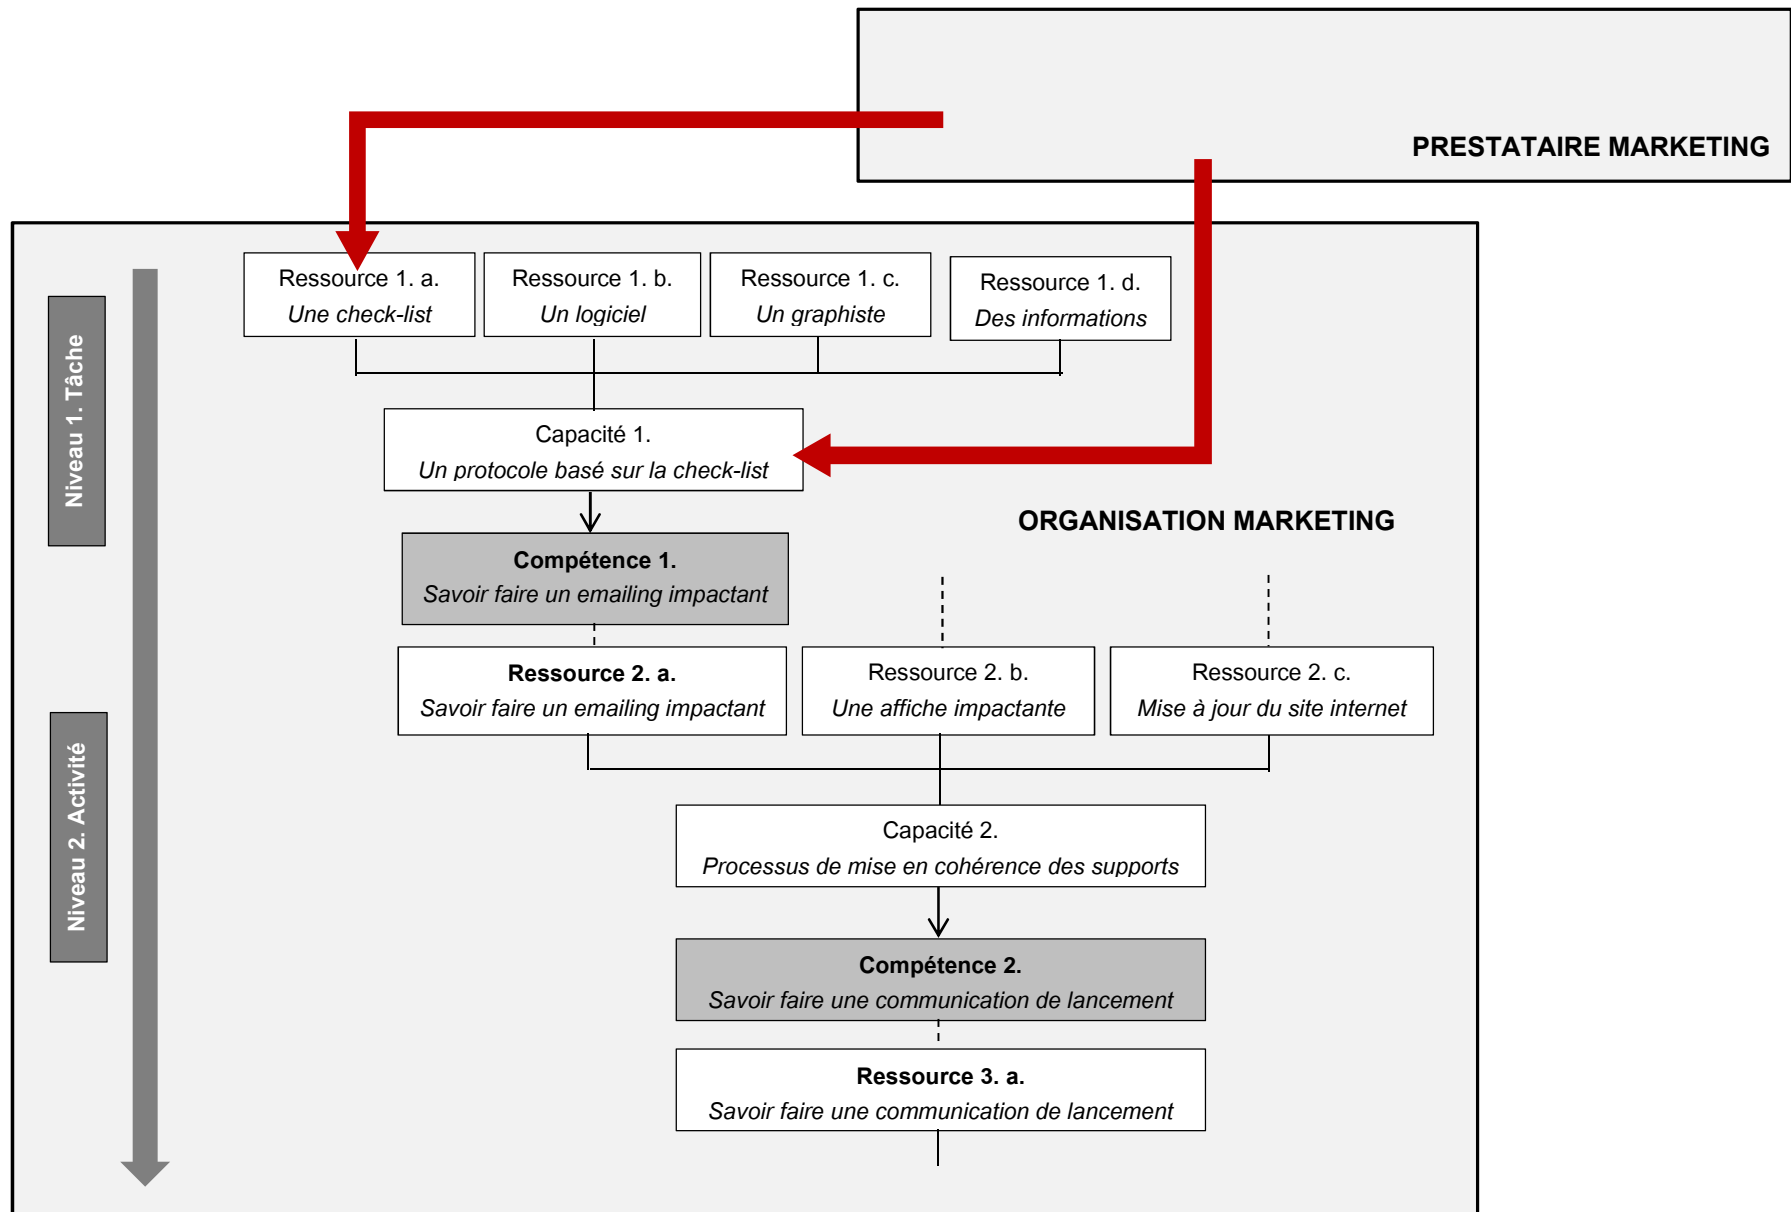 PRESTATAIRE MARKETING
Ressource 1. a.
Une check-list
Ressource 1. b.
Un logiciel
Ressource 1. c.
Un graphiste
Ressource 1. d.
Des informations
Niveau 1. Tâche
Capacité 1.
Un protocole basé sur la check-list
ORGANISATION MARKETING
Compétence 1.
Savoir faire un emailing impactant
Ressource 2. a.
Savoir faire un emailing impactant
Ressource 2. b.
Une affiche impactante
Ressource 2. c.
Mise à jour du site internet
Niveau 2. Activité
Capacité 2.
Processus de mise en cohérence des supports
Compétence 2.
Savoir faire une communication de lancement
Ressource 3. a.
Savoir faire une communication de lancement